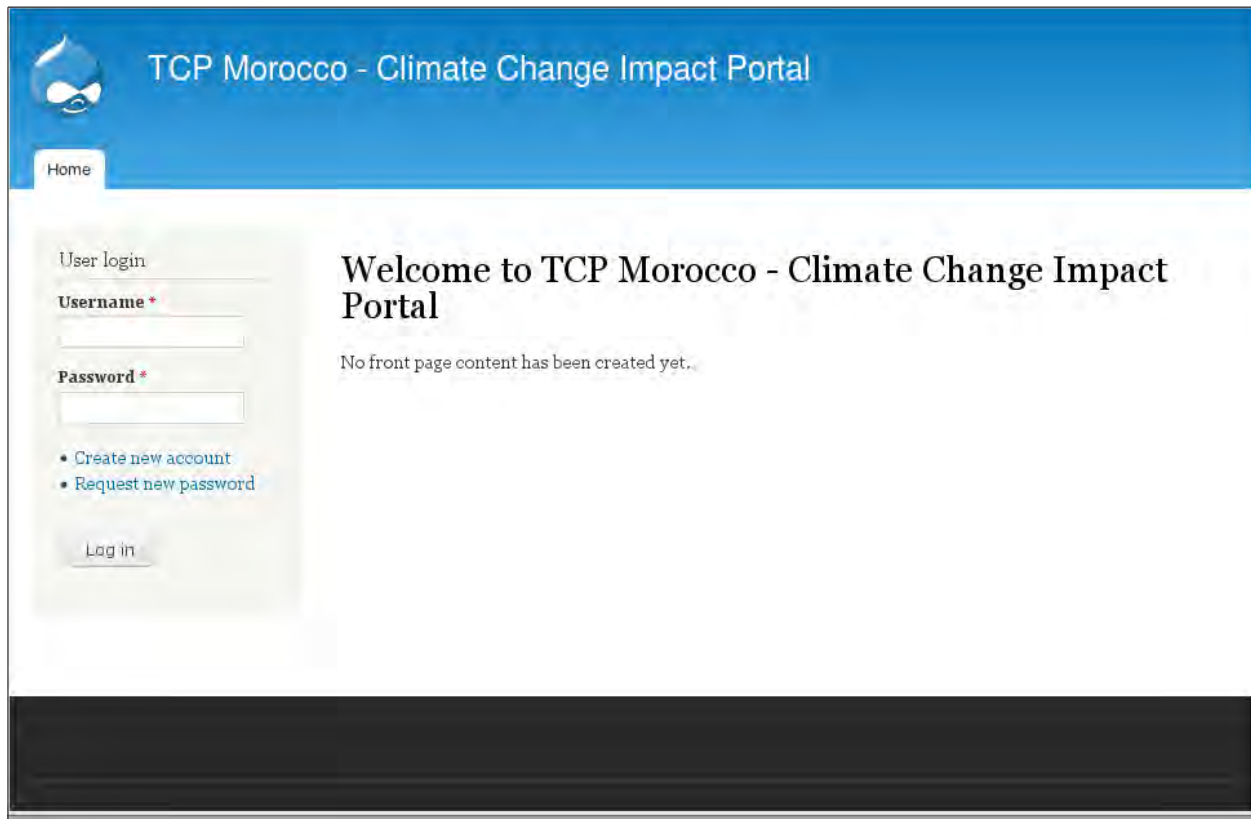 TCP Morocco - Climate Change Impact Portal
Home
User login
Username *
Password *
• Create new account
• Request new password
Log in
Welcome to TCP Morocco - Climate Change Impact
Portal
No front page content has been created yet.